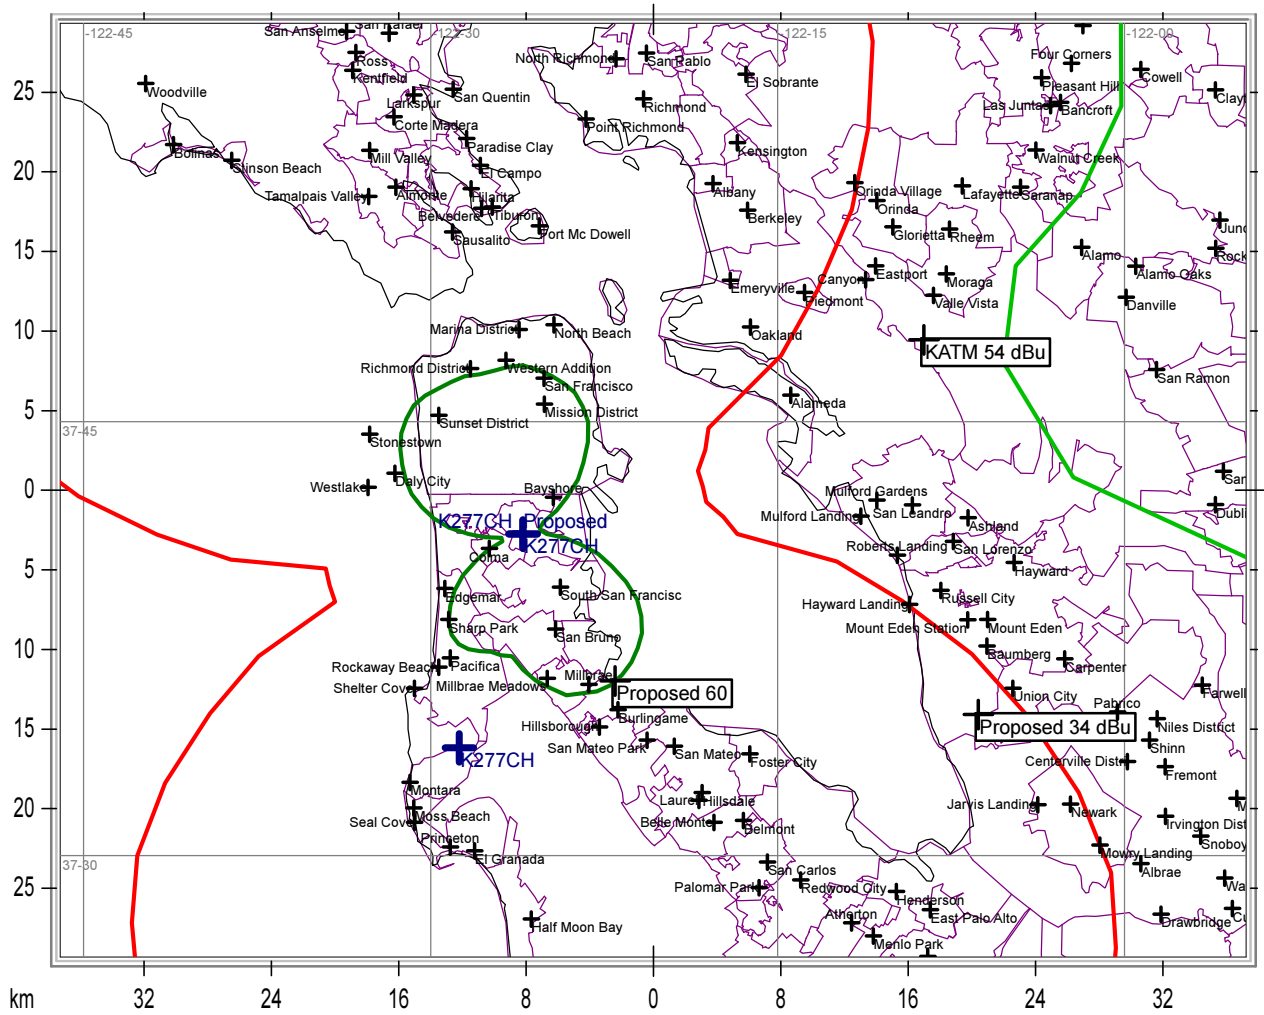 San Anselmo
San Rafael
-122-45
-122-30
-122-15
-122-00
Ross
Kentfield
North Richmond
San Pablo
Four Corners
Cowell
El Sobrante
Pleasant Hill
Woodville
Larkspur
San Quentin
Richmond
Las Juntas
Bancroft
Corte Madera
Point Richmond
Bolinas
Mill Valley
Paradise Clay
Kensington
Walnut Creek
Stinson Beach
El Campo
Tamalpais Valley
Almonte
Hilarita
Albany
Orinda Village
Lafayette
Saranap
Belvedere
Tiburon
Berkeley
Orinda
Sausalito
Fort Mc Dowell
Glorietta
Rheem
Alamo
Rock
Emeryville
Piedmont
Canyon
Eastport
Moraga
Valle Vista
Alamo Oaks
Danville
Marina District
North Beach
Oakland
KATM 54 dBu
Richmond District
Western Addition
San Francisco
San Ramon
Mission District
Alameda
Sunset District
37-45
Stonestown
Westlake
Daly City
Bayshore
San
Mulford Gardens
San Leandro
Mulford Landing
Ashland
Dubli
K277CH
Proposed
K277CH
Colma
Roberts Landing
San Lorenzo
Hayward
Edgemar
South San Francisc
Hayward Landing
Russell City
Sharp Park
San Bruno
Mount Eden Station
Mount Eden
Baumberg
Carpenter
Rockaway Beach
Pacifica
Shelter Cove
Millbrae Meadows
Millbrae
Proposed 60
Union City
Farwell
Burlingame
Hillsborough
Proposed 34 dBu
Pabrico
Niles District
San Mateo Park
San Mateo
Foster City
Shinn
K277CH
Centerville Distr
Fremont
Montara
Laurel
Hillsdale
Jarvis Landing
Newark
Moss Beach
Seal Cove
Belle Monte
Belmont
Irvington Dist
Princeton
El Granada
Snoboy
Mowry Landing
37-30
San Carlos
Albrae
Palomar Park
Redwood City
Henderson
Wa
Atherton
East Palo Alto
Drawbridge
Half Moon Bay
Menlo Park
25
20
15
10
5
0
5
10
15
20
25
km
32
24
16
8
0
8
16
24
32